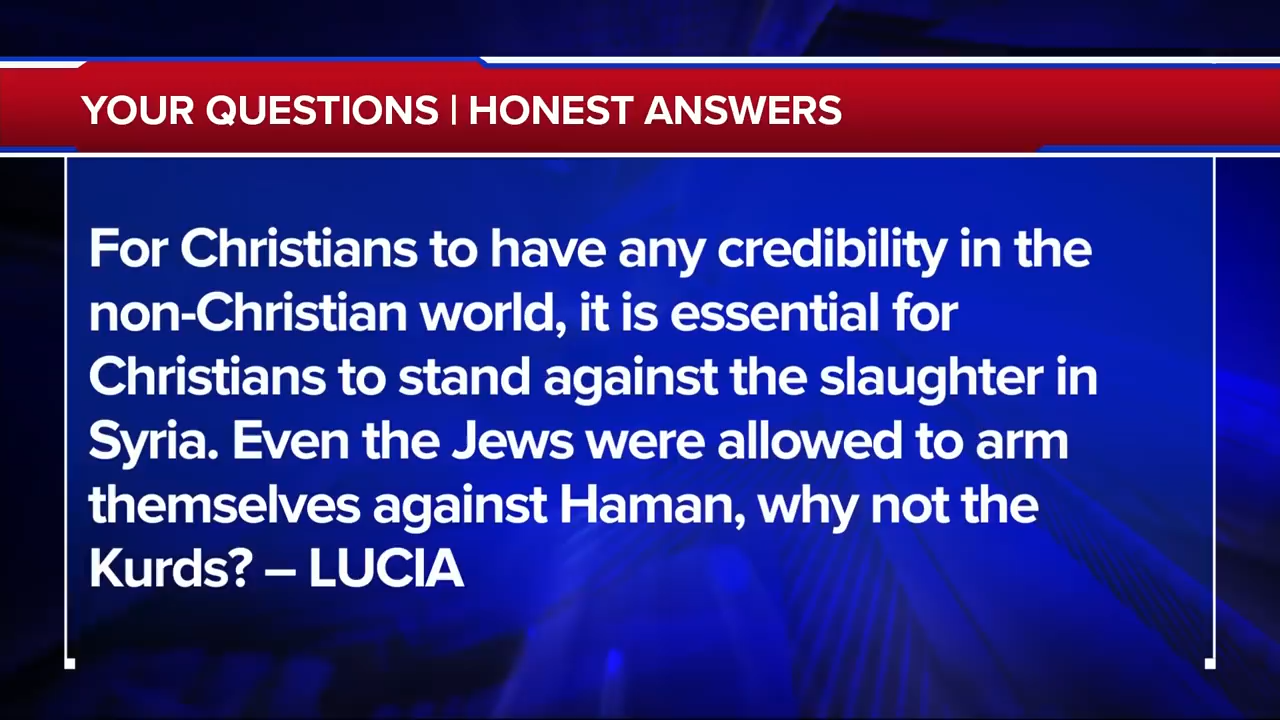 YOUR QUESTIONS | HONEST ANSWERS
For Christians to have any credibility in the
non-Christian world, it is essential for
Christians to stand against the slaughter in
Syria. Even the Jews were allowed to arm
themselves against Haman, why not the
Kurds? – LUCIA